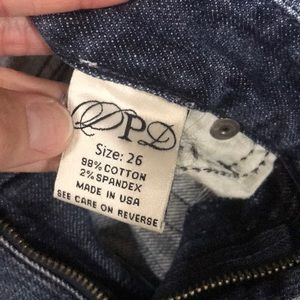 DPD
Size: 26
98% COTTON
2% SPANDEX
MADE IN USA
SEE CARE ON REVERSE